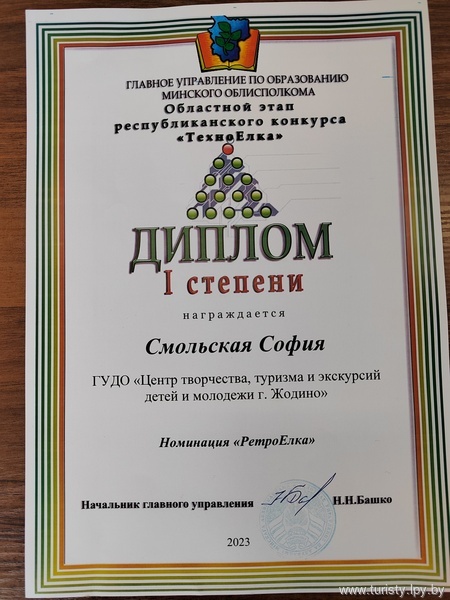 ГЛАВНОЕ УПРАВЛЕНИЕ ПО ОБРАЗОВАНИЮ
МИНСКОГО ОБЛИСПОЛКОМА
Областной этап
республиканского конкурса
«ТехноЕлка»
ДИПЛОМ
I степени
награждается
Смольская София
ГУДО «Центр творчества, туризма и экскурсий
детей и молодежи г. Жодино»
Номинация «РетроЕлка»
Начальник главного управления Н.Н.Башко
2023
www.turisty.lpy.by